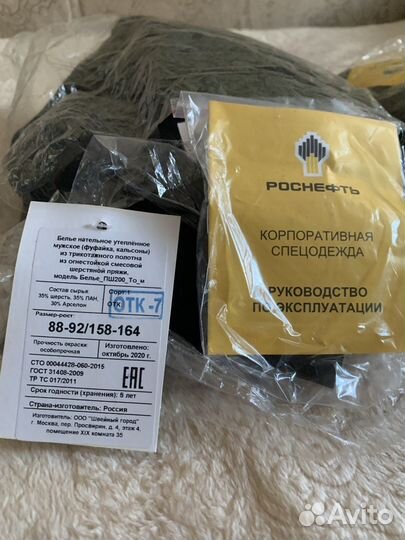 РОСНЕФТЬ
КОРПОРАТИВНАЯ
СПЕЦОДЕЖДА
РУКОВОДСТВО
ПО ЭКСПЛУАТАЦИИ
Белье нательное утеплённое
мужское (фуфайка, кальсоны)
из трикотажного полотна
из огнестойкой смесовой
шерстяной пряжи,
модель Белье_ПШ200_То_м
Состав сырья:
35% шерсть, 35% ПАН,
30% Арселон
Сорт: 1
ОТК
ОТК -7
Размер-рост:
88-92/158-164
Прочность окраски:
особопрочная
Изготовлено:
октябрь 2020 г.
СТО 00044428-060-2015
ГОСТ 31408-2009
ТР ТС 017/2011
ЕАС
Срок годности (хранения): 5 лет
Страна-изготовитель: Россия
Изготовитель: ООО "Швейный город"
г. Москва, пер. Просвирин, д. 4, этаж 4,
помещение XIX комната 35
Avito